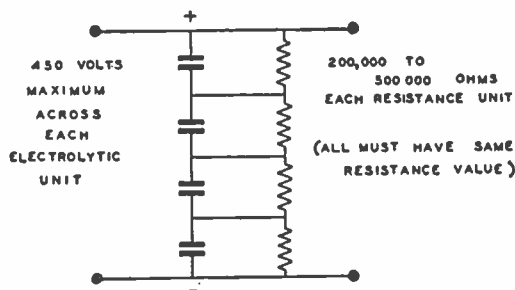 +
450 VOLTS
MAXIMUM
ACROSS
EACH
ELECTROLYTIC
UNIT
200,000 TO
500 000 OHMS
EACH RESISTANCE UNIT
(ALL MUST HAVE SAME
RESISTANCE VALUE)
-